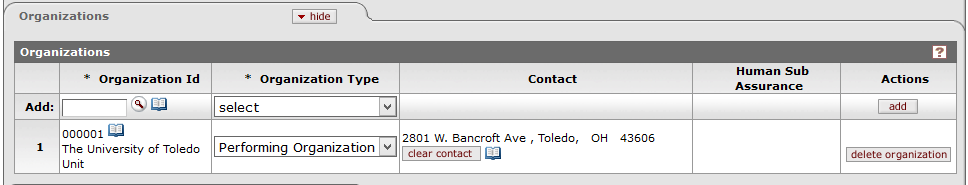 Organizations
hide
Organizations ?
* Organization Id * Organization Type Contact Human Sub Assurance Actions
Add: select add
1 000001 The University of Toledo Unit Performing Organization 2801 W. Bancroft Ave , Toledo, OH 43606
clear contact delete organization